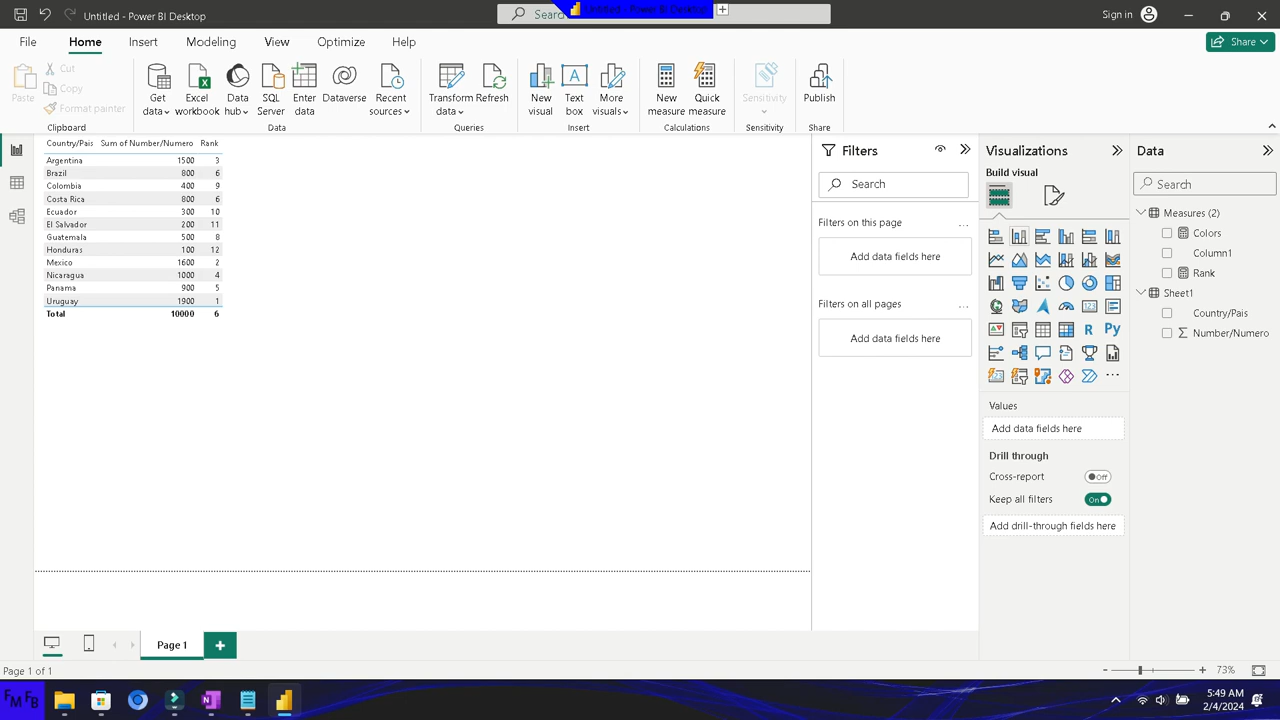 Untitled - Power BI Desktop
Search
Untitled - Power BI Desktop
Sign in
File Home Insert Modeling View Optimize Help
Share
Paste
Cut
Copy
Format painter
Get data
Excel workbook
Data hub
SQL Server
Enter data
Dataverse
Recent sources
Transform data
Refresh
New visual
Text box
More visuals
New measure
Quick measure
Sensitivity
Publish
Clipboard Data Queries Insert Calculations Sensitivity Share
Country/Pais Sum of Number/Numero Rank
Argentina 1500 3
Brazil 800 6
Colombia 400 9
Costa Rica 800 6
Ecuador 300 10
El Salvador 200 11
Guatemala 500 8
Honduras 100 12
Mexico 1600 2
Nicaragua 1000 4
Panama 900 5
Uruguay 1900 1
Total 10000 6
Filters
Search
Filters on this page ...
Add data fields here
Filters on all pages ...
Add data fields here
Visualizations
Build visual
R Py
123
...
Values
Add data fields here
Drill through
Cross-report Off
Keep all filters On
Add drill-through fields here
Data
Search
Measures (2)
Colors
Column1
Rank
Sheet1
Country/Pais
Σ Number/Numero
Page 1
Page 1 of 1
- + 73%
FM FB
5:49 AM
2/4/2024